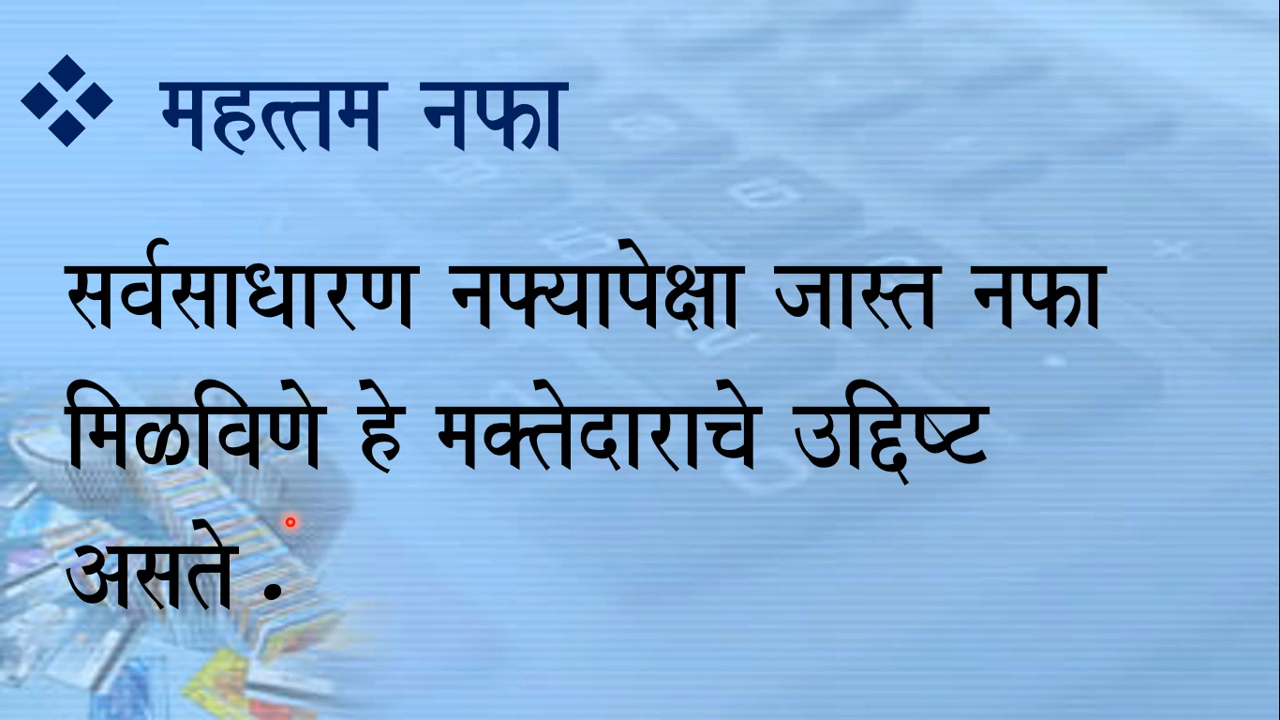 ❖ महत्तम नफा
सर्वसाधारण नफ्यापेक्षा जास्त नफा
मिळविणे हे मक्तेदाराचे उद्दिष्ट
असते .